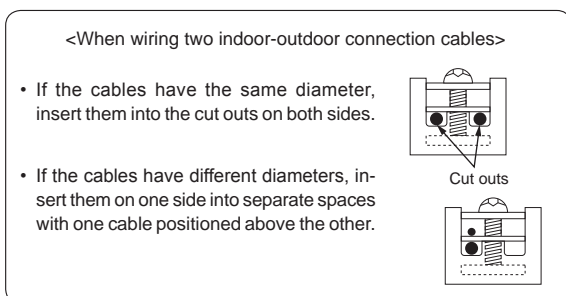 <When wiring two indoor-outdoor connection cables>
• If the cables have the same diameter,
insert them into the cut outs on both sides.
• If the cables have different diameters, in-
sert them on one side into separate spaces
with one cable positioned above the other.
Cut outs